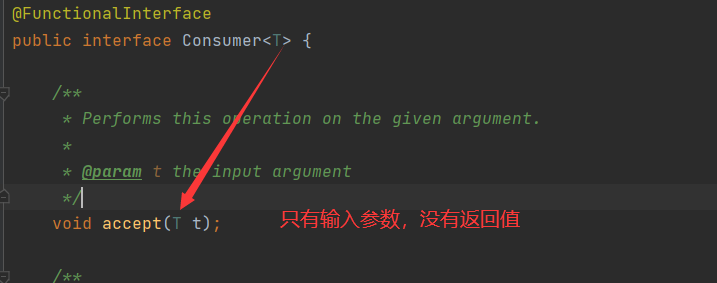 @FunctionalInterface
public interface Consumer<T> {
/**
* Performs this operation on the given argument.
*
* @param t the input argument
*/
void accept(T t);
只有输入参数，没有返回值
/**